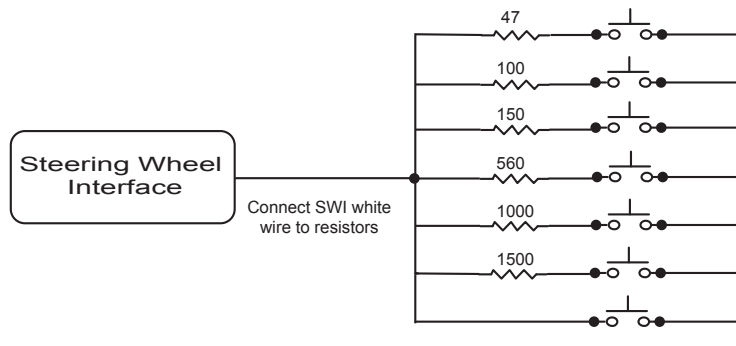 47
100
150
Steering Wheel
Interface
560
Connect SWI white
wire to resistors
1000
1500